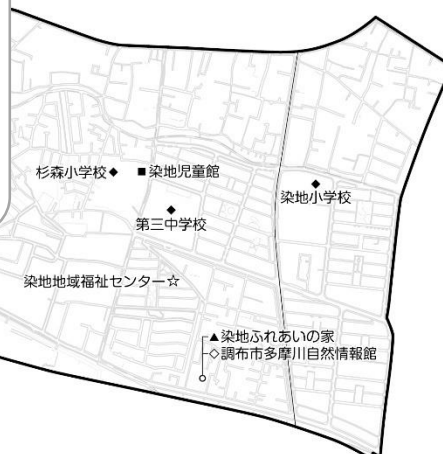 杉森小学校◆ ■染地児童館
染地小学校
第三中学校
染地地域福祉センター☆
▲染地ふれあいの家
◇調布市多摩川自然情報館